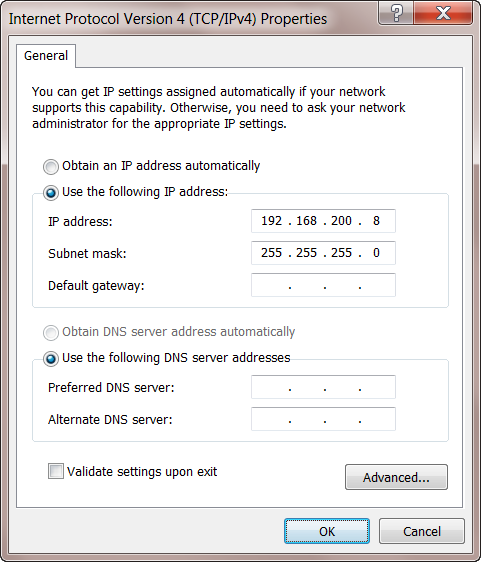 Internet Protocol Version 4 (TCP/IPv4) Properties
?
X
General
You can get IP settings assigned automatically if your network
supports this capability. Otherwise, you need to ask your network
administrator for the appropriate IP settings.
Obtain an IP address automatically
Use the following IP address:
IP address: 192 . 168 . 200 . 8
Subnet mask: 255 . 255 . 255 . 0
Default gateway: . . .
Obtain DNS server address automatically
Use the following DNS server addresses
Preferred DNS server: . . .
Alternate DNS server: . . .
Validate settings upon exit
Advanced...
OK Cancel